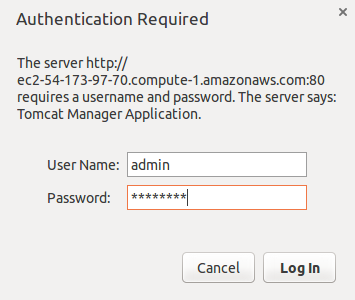 Authentication Required
The server http://
ec2-54-173-97-70.compute-1.amazonaws.com:80
requires a username and password. The server says:
Tomcat Manager Application.
User Name: admin
Password: ********
Cancel Log In